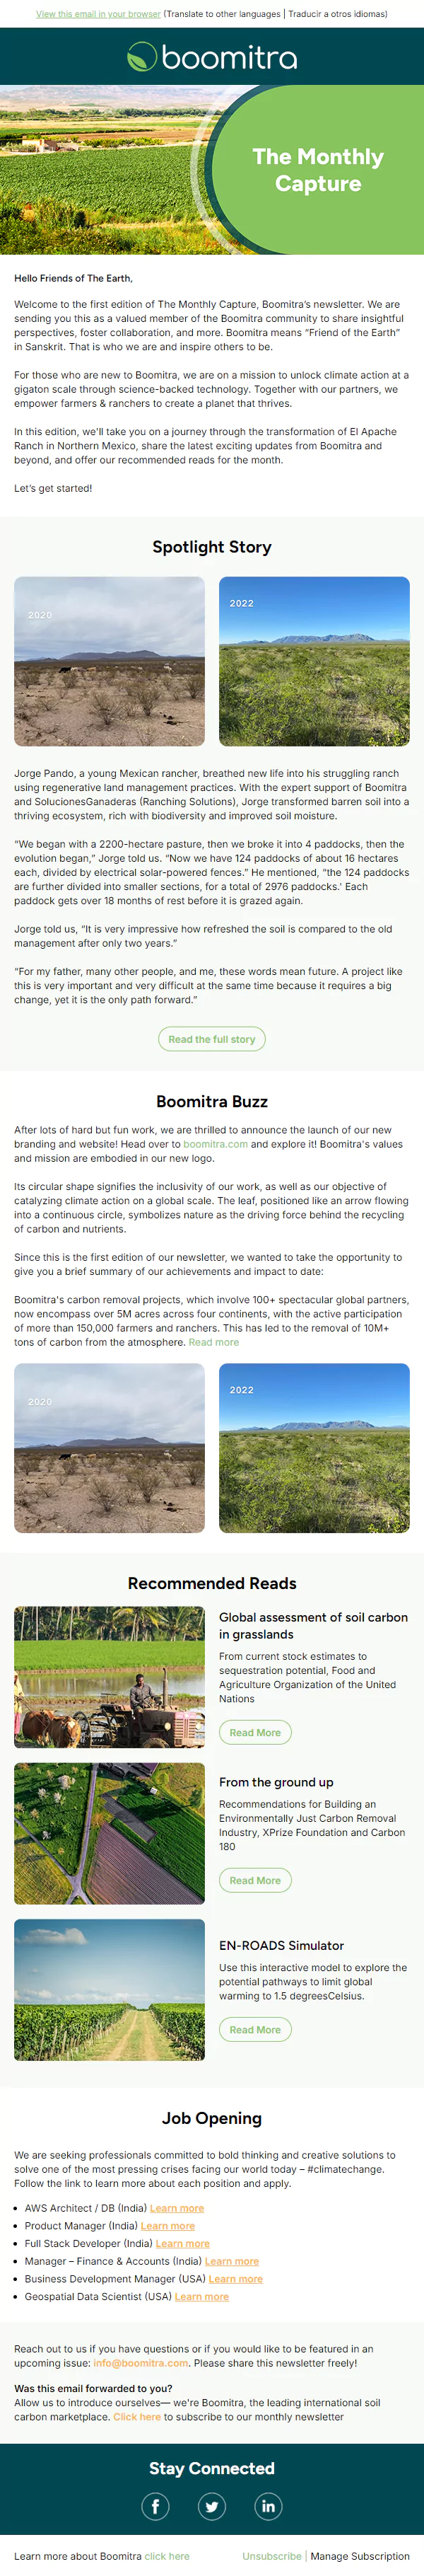 View this email in your browser (Translate to other languages | Traducir a otros idiomas)
boomitra
The Monthly
Capture
Hello Friends of The Earth,
Welcome to the first edition of The Monthly Capture, Boomitra's newsletter. We are
sending you this as a valued member of the Boomitra community to share insightful
perspectives, foster collaboration, and more. Boomitra means “Friend of the Earth”
in Sanskrit. That is who we are and inspire others to be.
For those who are new to Boomitra, we are on a mission to unlock climate action at a
gigaton scale through science-backed technology. Together with our partners, we
empower farmers & ranchers to create a planet that thrives.
In this edition, we'll take you on a journey through the transformation of El Apache
Ranch in Northern Mexico, share the latest exciting updates from Boomitra and
beyond, and offer our recommended reads for the month.
Let's get started!
Spotlight Story
2020
2022
Jorge Pando, a young Mexican rancher, breathed new life into his struggling ranch
using regenerative land management practices. With the expert support of Boomitra
and SolucionesGanaderas (Ranching Solutions), Jorge transformed barren soil into a
thriving ecosystem, rich with biodiversity and improved soil moisture.
“We began with a 2200-hectare pasture, then we broke it into 4 paddocks, then the
evolution began,” Jorge told us. “Now we have 124 paddocks of about 16 hectares
each, divided by electrical solar-powered fences.” He mentioned, “the 124 paddocks
are further divided into smaller sections, for a total of 2976 paddocks.' Each
paddock gets over 18 months of rest before it is grazed again.
Jorge told us, “It is very impressive how refreshed the soil is compared to the old
management after only two years.”
“For my father, many other people, and me, these words mean future. A project like
this is very important and very difficult at the same time because it requires a big
change, yet it is the only path forward.”
Read the full story
Boomitra Buzz
After lots of hard but fun work, we are thrilled to announce the launch of our new
branding and website! Head over to boomitra.com and explore it! Boomitra's values
and mission are embodied in our new logo.
Its circular shape signifies the inclusivity of our work, as well as our objective of
catalyzing climate action on a global scale. The leaf, positioned like an arrow flowing
into a continuous circle, symbolizes nature as the driving force behind the recycling
of carbon and nutrients.
Since this is the first edition of our newsletter, we wanted to take the opportunity to
give you a brief summary of our achievements and impact to date:
Boomitra's carbon removal projects, which involve 100+ spectacular global partners,
now encompass over 5M acres across four continents, with the active participation
of more than 150,000 farmers and ranchers. This has led to the removal of 10M+
tons of carbon from the atmosphere. Read more
2020
2022
Recommended Reads
Global assessment of soil carbon
in grasslands
From current stock estimates to
sequestration potential, Food and
Agriculture Organization of the United
Nations
Read More
From the ground up
Recommendations for Building an
Environmentally Just Carbon Removal
Industry, XPrize Foundation and Carbon
180
Read More
EN-ROADS Simulator
Use this interactive model to explore the
potential pathways to limit global
warming to 1.5 degreesCelsius.
Read More
Job Opening
We are seeking professionals committed to bold thinking and creative solutions to
solve one of the most pressing crises facing our world today – #climatechange.
Follow the link to learn more about each position and apply.
• AWS Architect / DB (India) Learn more
• Product Manager (India) Learn more
• Full Stack Developer (India) Learn more
• Manager – Finance & Accounts (India) Learn more
• Business Development Manager (USA) Learn more
• Geospatial Data Scientist (USA) Learn more
Reach out to us if you have questions or if you would like to be featured in an
upcoming issue: info@boomitra.com. Please share this newsletter freely!
Was this email forwarded to you?
Allow us to introduce ourselves— we're Boomitra, the leading international soil
carbon marketplace. Click here to subscribe to our monthly newsletter
Stay Connected
Learn more about Boomitra click here
Unsubscribe | Manage Subscription